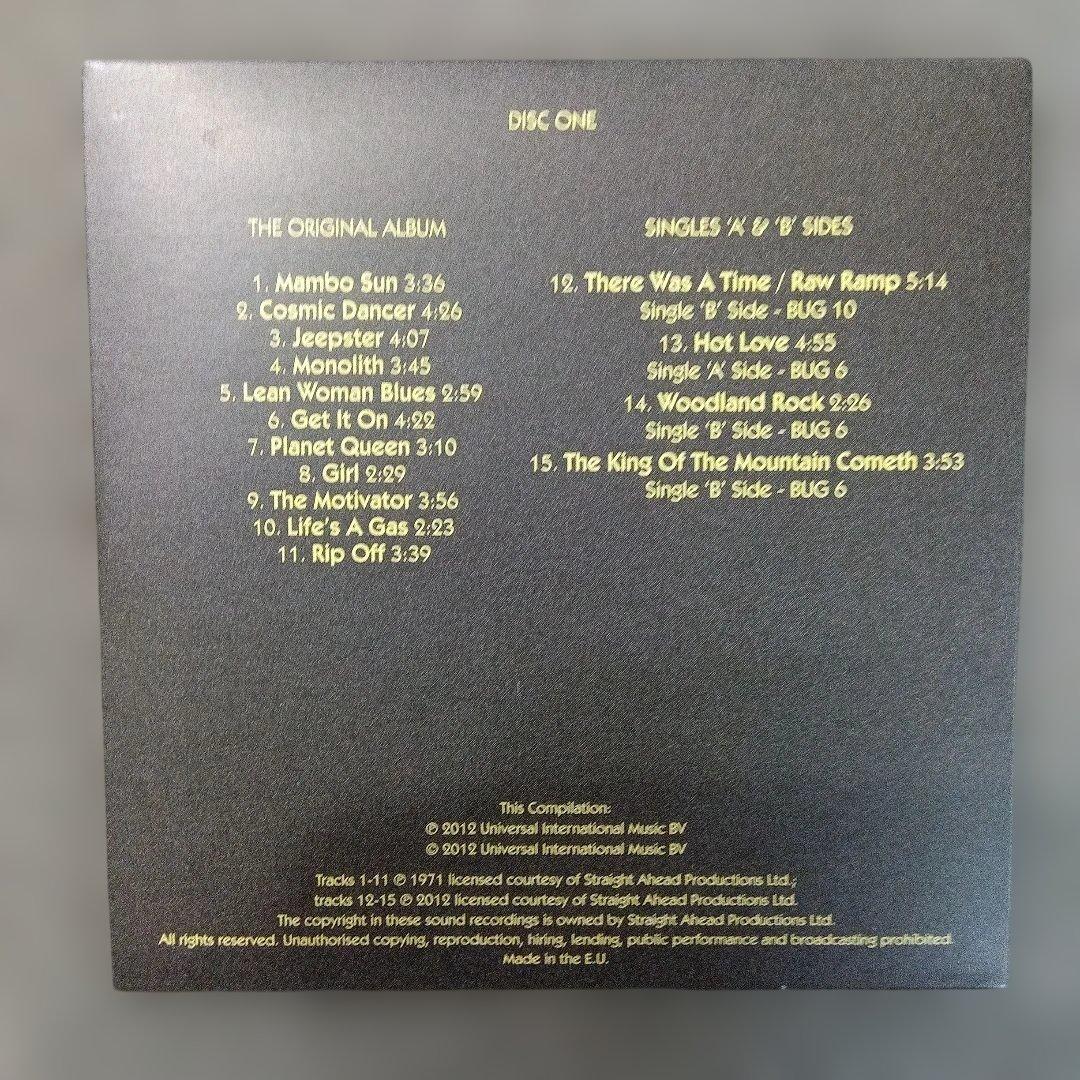 DISC ONE
THE ORIGINAL ALBUM
1. Mambo Sun 3:36
2. Cosmic Dancer 4:26
3. Jeepster 4:07
4. Monolith 3:45
5. Lean Woman Blues 2:59
6. Get It On 4:22
7. Planet Queen 3:10
8. Girl 2:29
9. The Motivator 3:56
10. Life's A Gas 2:23
11. Rip Off 3:39
SINGLES 'A' & 'B' SIDES
12. There Was A Time / Raw Ramp 5:14
Single 'B' Side - BUG 10
13. Hot Love 4:55
Single 'A' Side - BUG 6
14. Woodland Rock 2:26
Single 'B' Side - BUG 6
15. The King Of The Mountain Cometh 3:53
Single 'B' Side - BUG 6
This Compilation:
℗ 2012 Universal International Music BV
© 2012 Universal International Music BV
Tracks 1-11 ℗ 1971 licensed courtesy of Straight Ahead Productions Ltd.;
tracks 12-15 ℗ 2012 licensed courtesy of Straight Ahead Productions Ltd.
The copyright in these sound recordings is owned by Straight Ahead Productions Ltd.
All rights reserved. Unauthorised copying, reproduction, hiring, lending, public performance and broadcasting prohibited.
Made in the E.U.